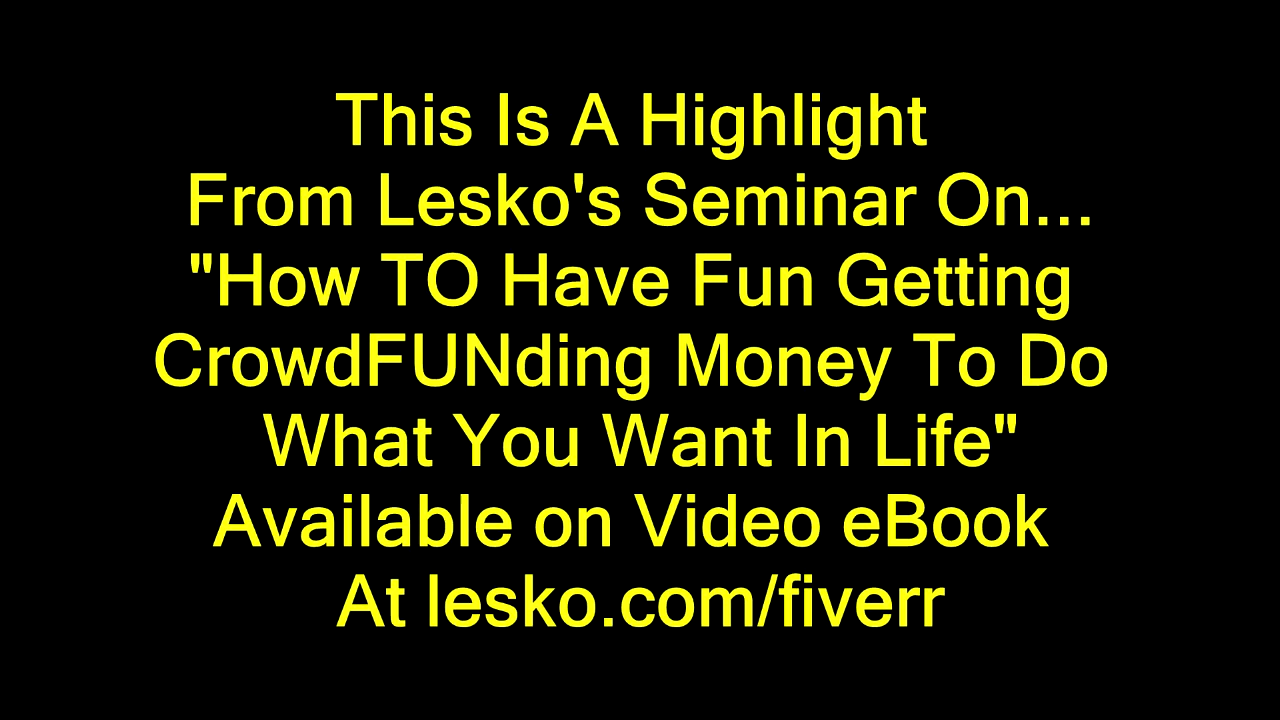 This Is A Highlight
From Lesko's Seminar On...
"How TO Have Fun Getting
CrowdFUNding Money To Do
What You Want In Life"
Available on Video eBook
At lesko.com/fiverr